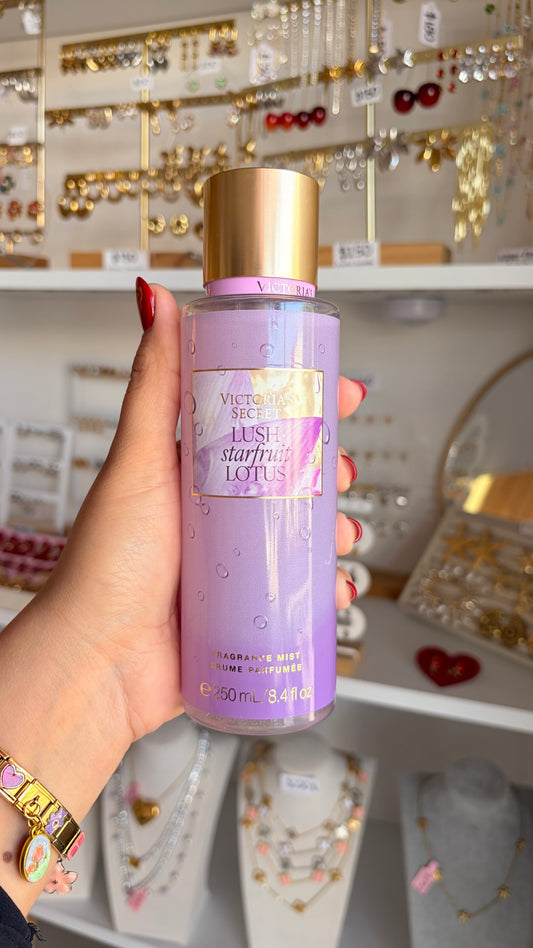 VICTORIA'S
VICTORIA'S
SECRET
LUSH
starfruit
LOTUS
FRAGRANCE MIST
BRUME PARFUMÉE
e 250 mL/8.4 fl oz